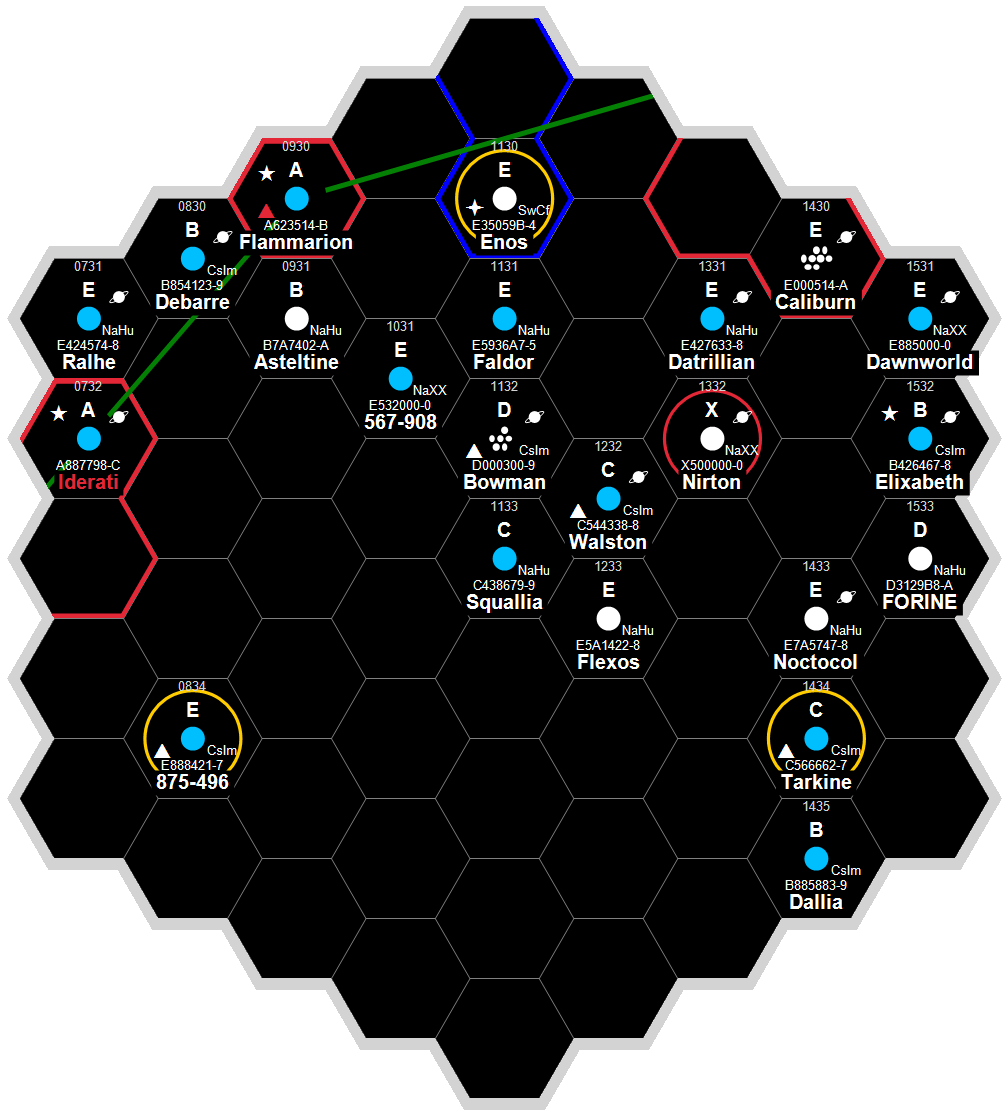 1130
E
SwCf
E35059B-4
Enos
0930
A
A623514-B
Flammarion
0830
B
CsIm
B854123-9
Debarre
1430
E
E000514-A
Caliburn
0731
E
NaHu
E424574-8
Ralhe
0931
B
NaHu
B7A7402-A
Asteltine
1131
E
NaHu
E5936A7-5
Faldor
1331
E
NaHu
E427633-8
Datrillian
1531
E
NaXX
E885000-0
Dawnworld
1031
E
NaXX
E532000-0
567-908
0732
A
A887798-C
Iderati
1132
D
CsIm
D000300-9
Bowman
1332
X
NaXX
X500000-0
Nirton
1532
B
CsIm
B426467-8
Elixabeth
1232
C
CsIm
C544338-8
Walston
1133
C
NaHu
C438679-9
Squallia
1533
D
NaHu
D3129B8-A
FORINE
1233
E
NaHu
E5A1422-8
Flexos
1433
E
NaHu
E7A5747-8
Noctocol
0834
E
CsIm
E888421-7
875-496
1434
C
CsIm
C566662-7
Tarkine
1435
B
CsIm
B885883-9
Dallia